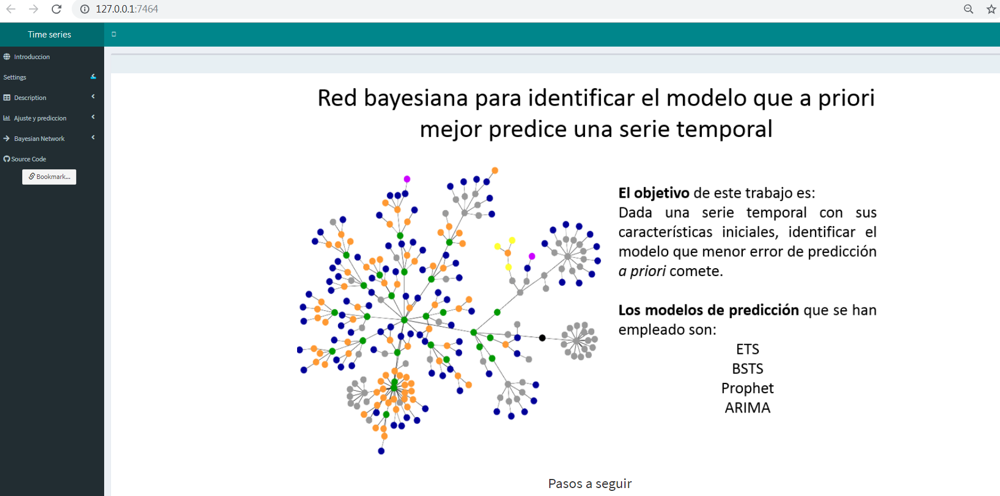 127.0.0.1:7464
Time series
Introduccion
Settings
Description
Ajuste y prediccion
Bayesian Network
Source Code
Bookmark...
Red bayesiana para identificar el modelo que a priori
mejor predice una serie temporal
El objetivo de este trabajo es:
Dada una serie temporal con sus
características iniciales, identificar el
modelo que menor error de predicción
a priori comete.
Los modelos de predicción que se han
empleado son:
ETS
BSTS
Prophet
ARIMA
Pasos a seguir